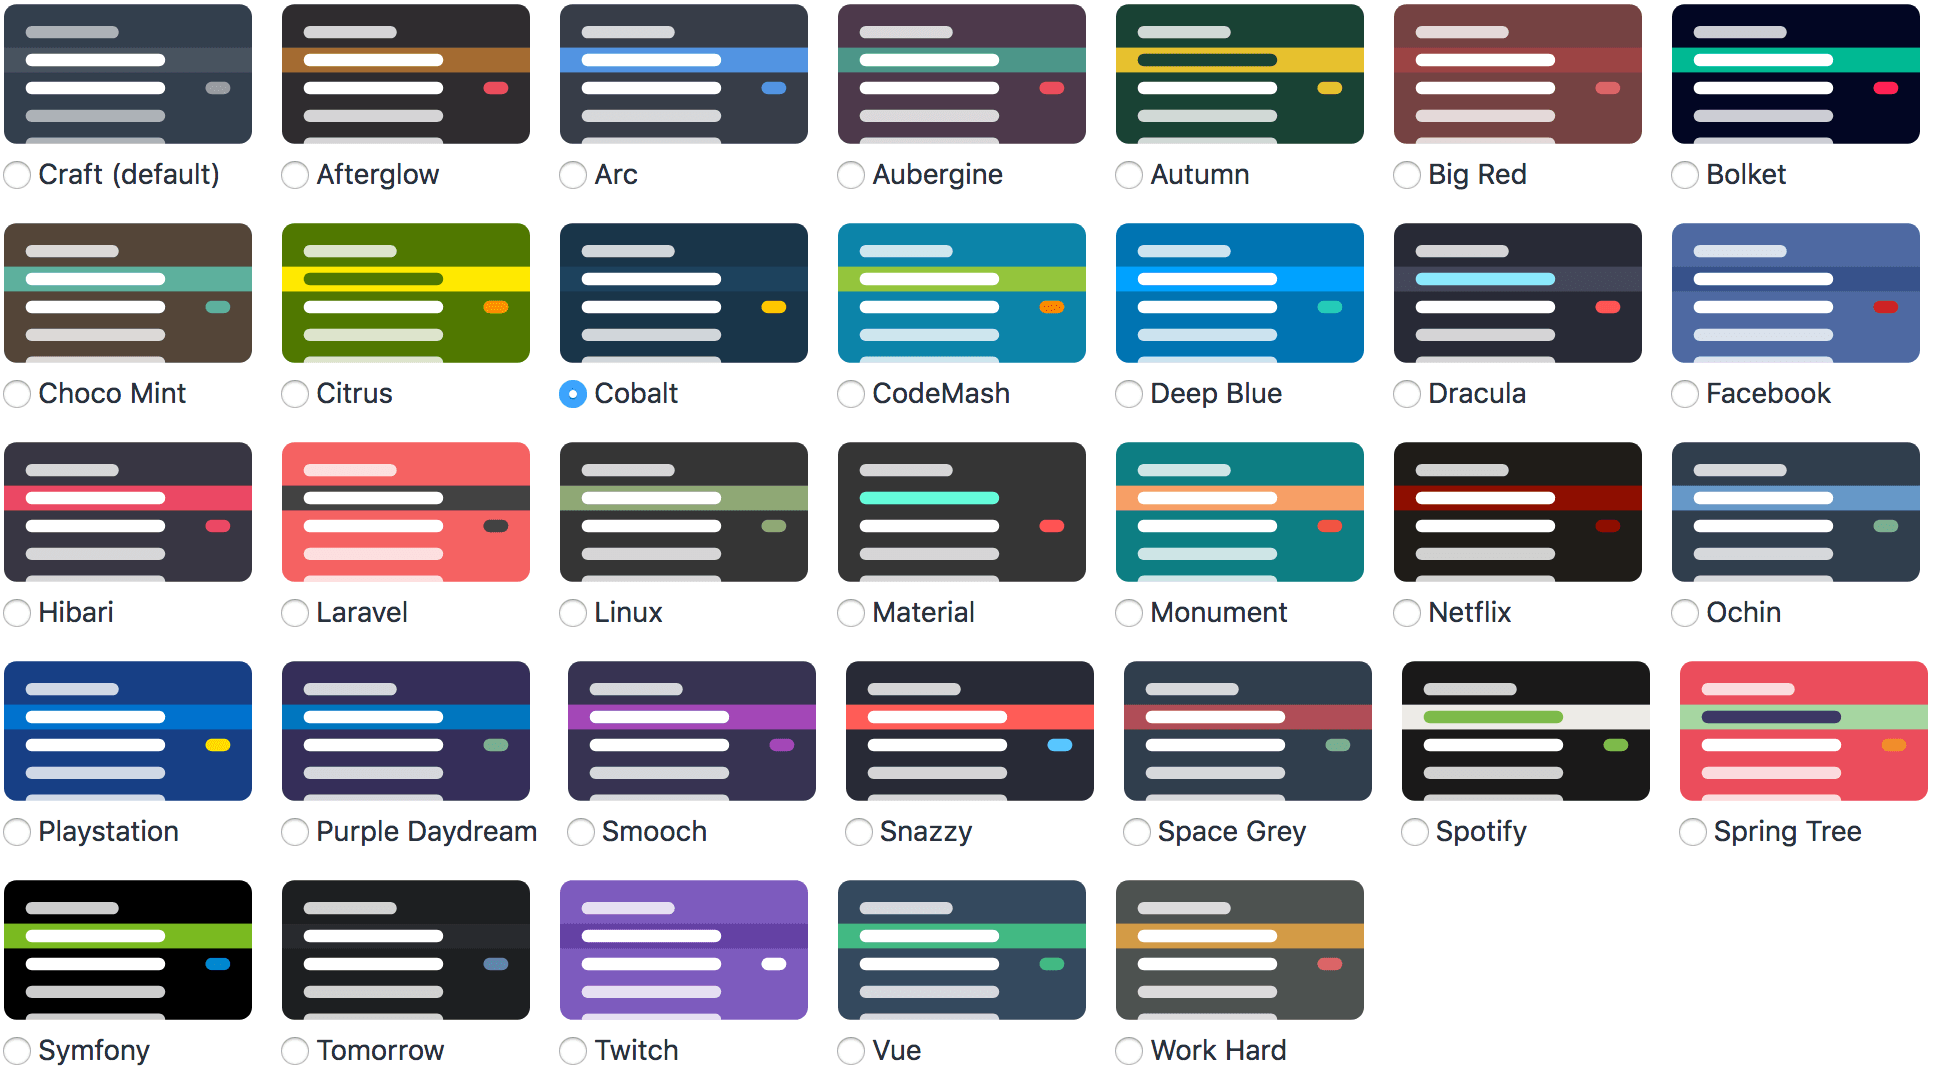 Craft (default)
Afterglow
Arc
Aubergine
Autumn
Big Red
Bolket
Choco Mint
Citrus
Cobalt
CodeMash
Deep Blue
Dracula
Facebook
Hibari
Laravel
Linux
Material
Monument
Netflix
Ochin
Playstation
Purple Daydream
Smooch
Snazzy
Space Grey
Spotify
Spring Tree
Symfony
Tomorrow
Twitch
Vue
Work Hard